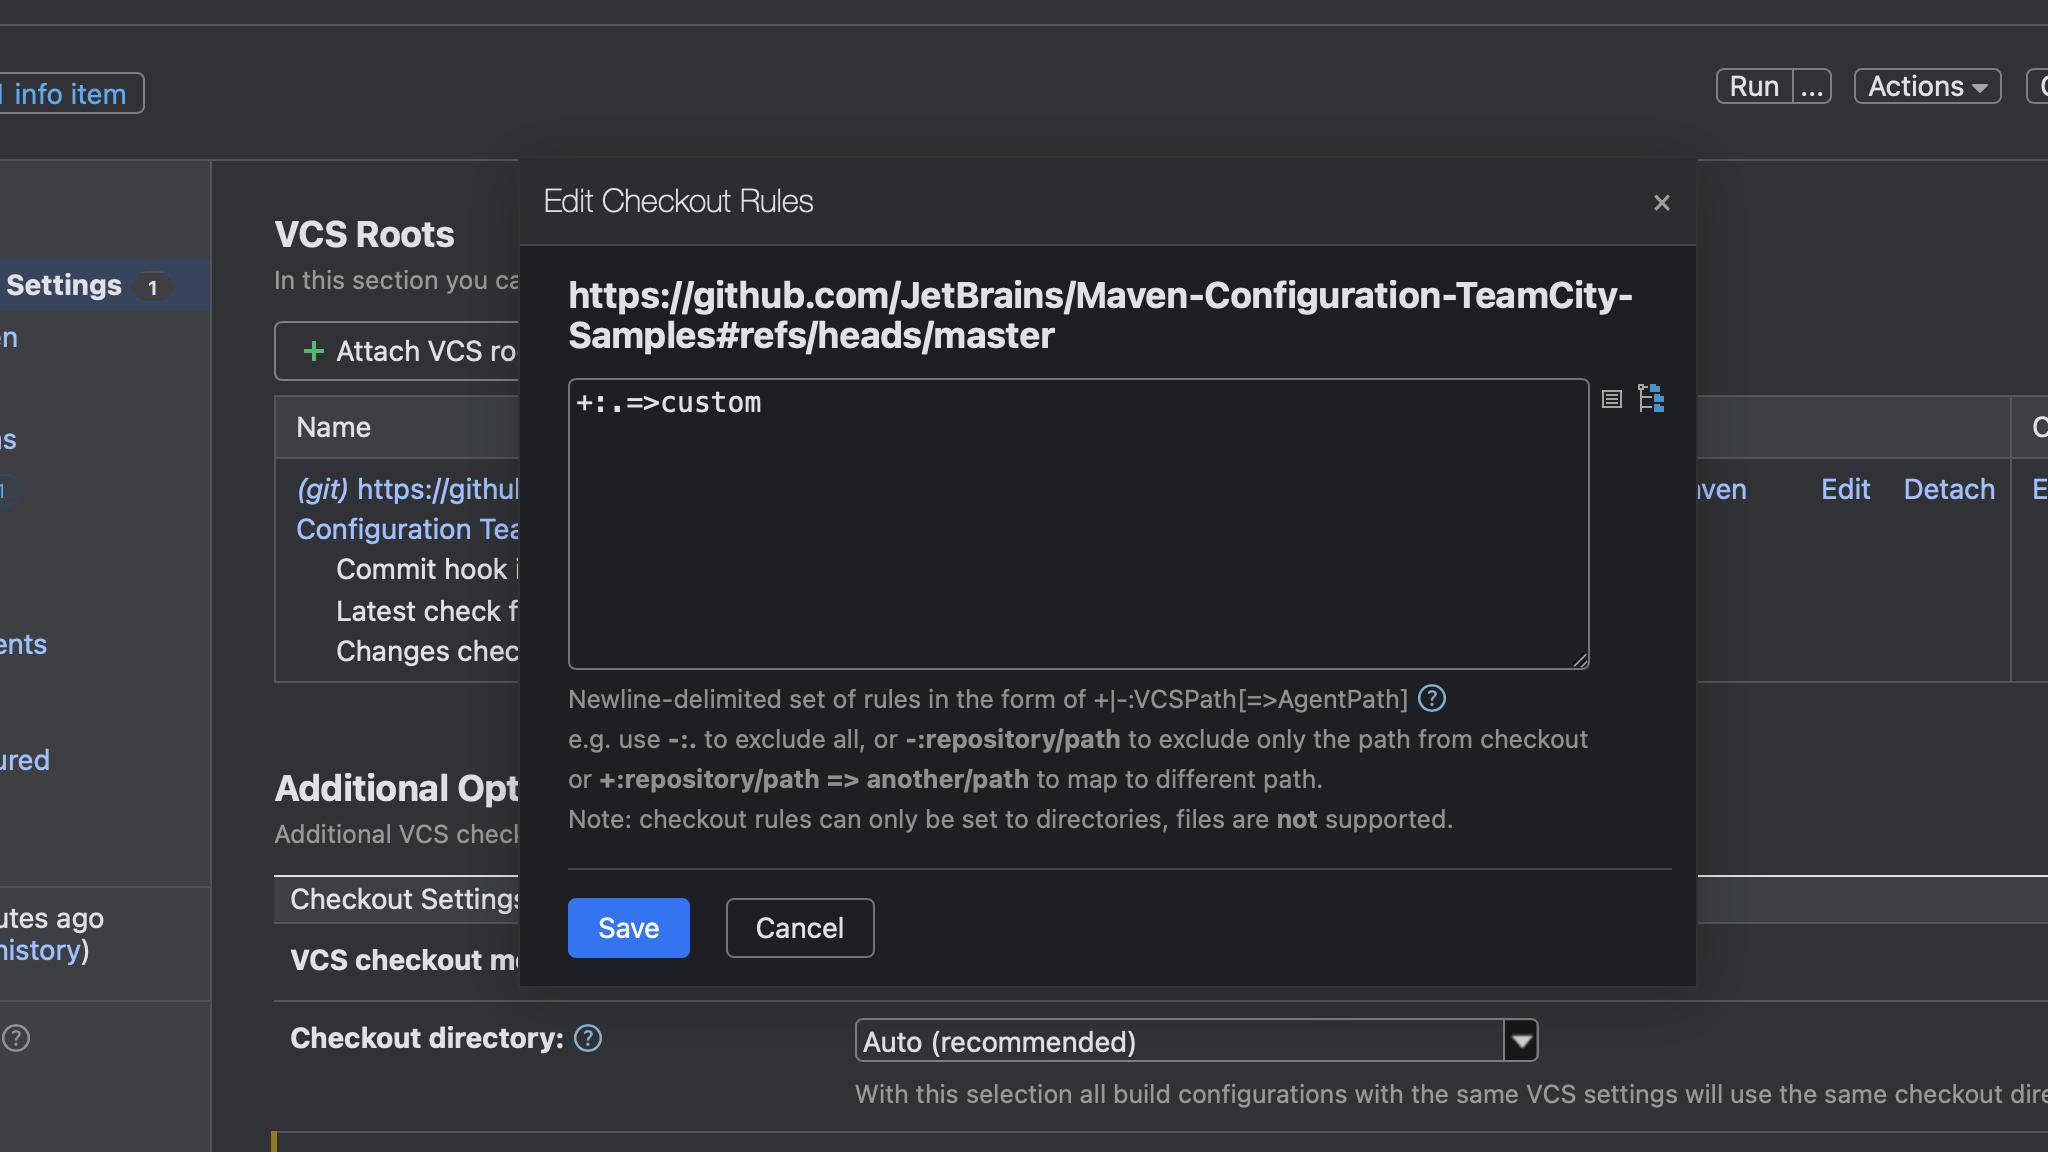 info item
Run ...
Actions
Edit Checkout Rules
×
VCS Roots
In this section you ca
Settings 1
https://github.com/JetBrains/Maven-Configuration-TeamCity-
Samples#refs/heads/master
+ Attach VCS ro
+:.=>custom
Name
(git) https://githu
Configuration Tea
Edit Detach
Commit hook
Latest check f
Changes chec
ents
Newline-delimited set of rules in the form of +|-:VCSPath[=>AgentPath] ?
e.g. use -:. to exclude all, or -:repository/path to exclude only the path from checkout
or +:repository/path => another/path to map to different path.
Note: checkout rules can only be set to directories, files are not supported.
ured
Additional Opt
Additional VCS check
Checkout Settings
Save
Cancel
utes ago
history)
VCS checkout m
Checkout directory: ?
Auto (recommended)
With this selection all build configurations with the same VCS settings will use the same checkout dire
?